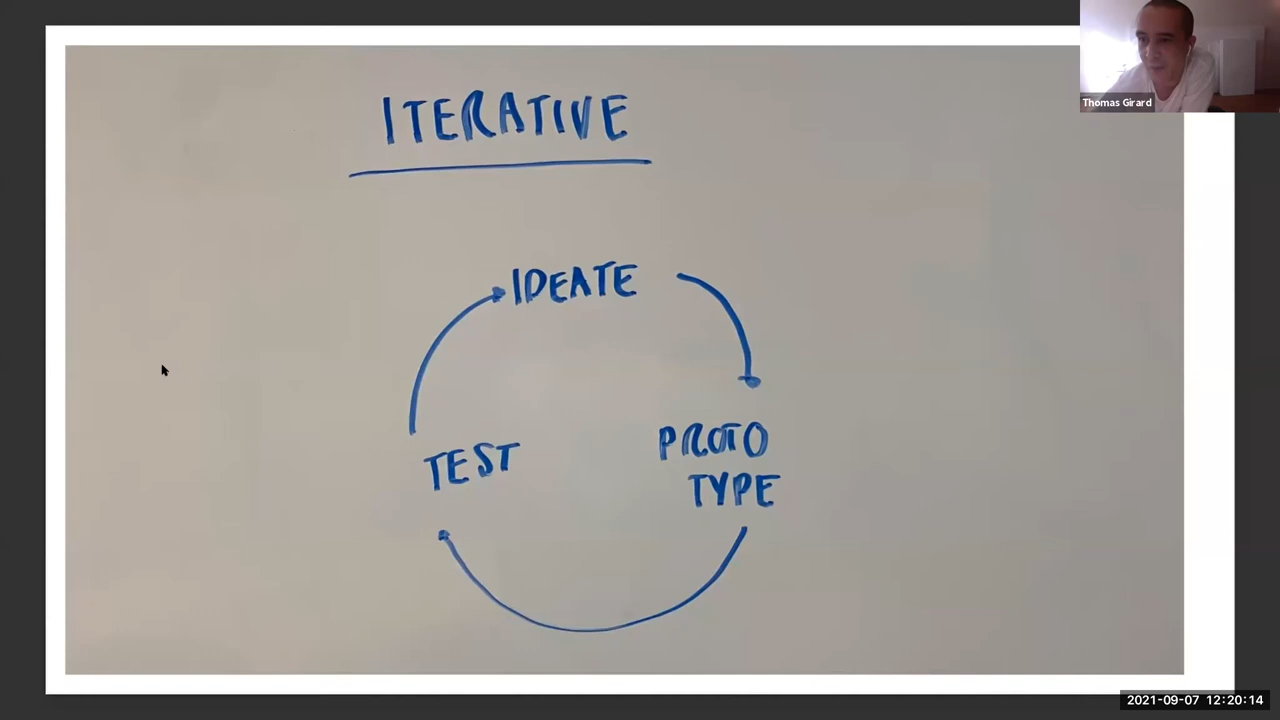 Thomas Girard
ITERATIVE
IDEATE
TEST
PROTO
TYPE
2021-09-07 12:20:14